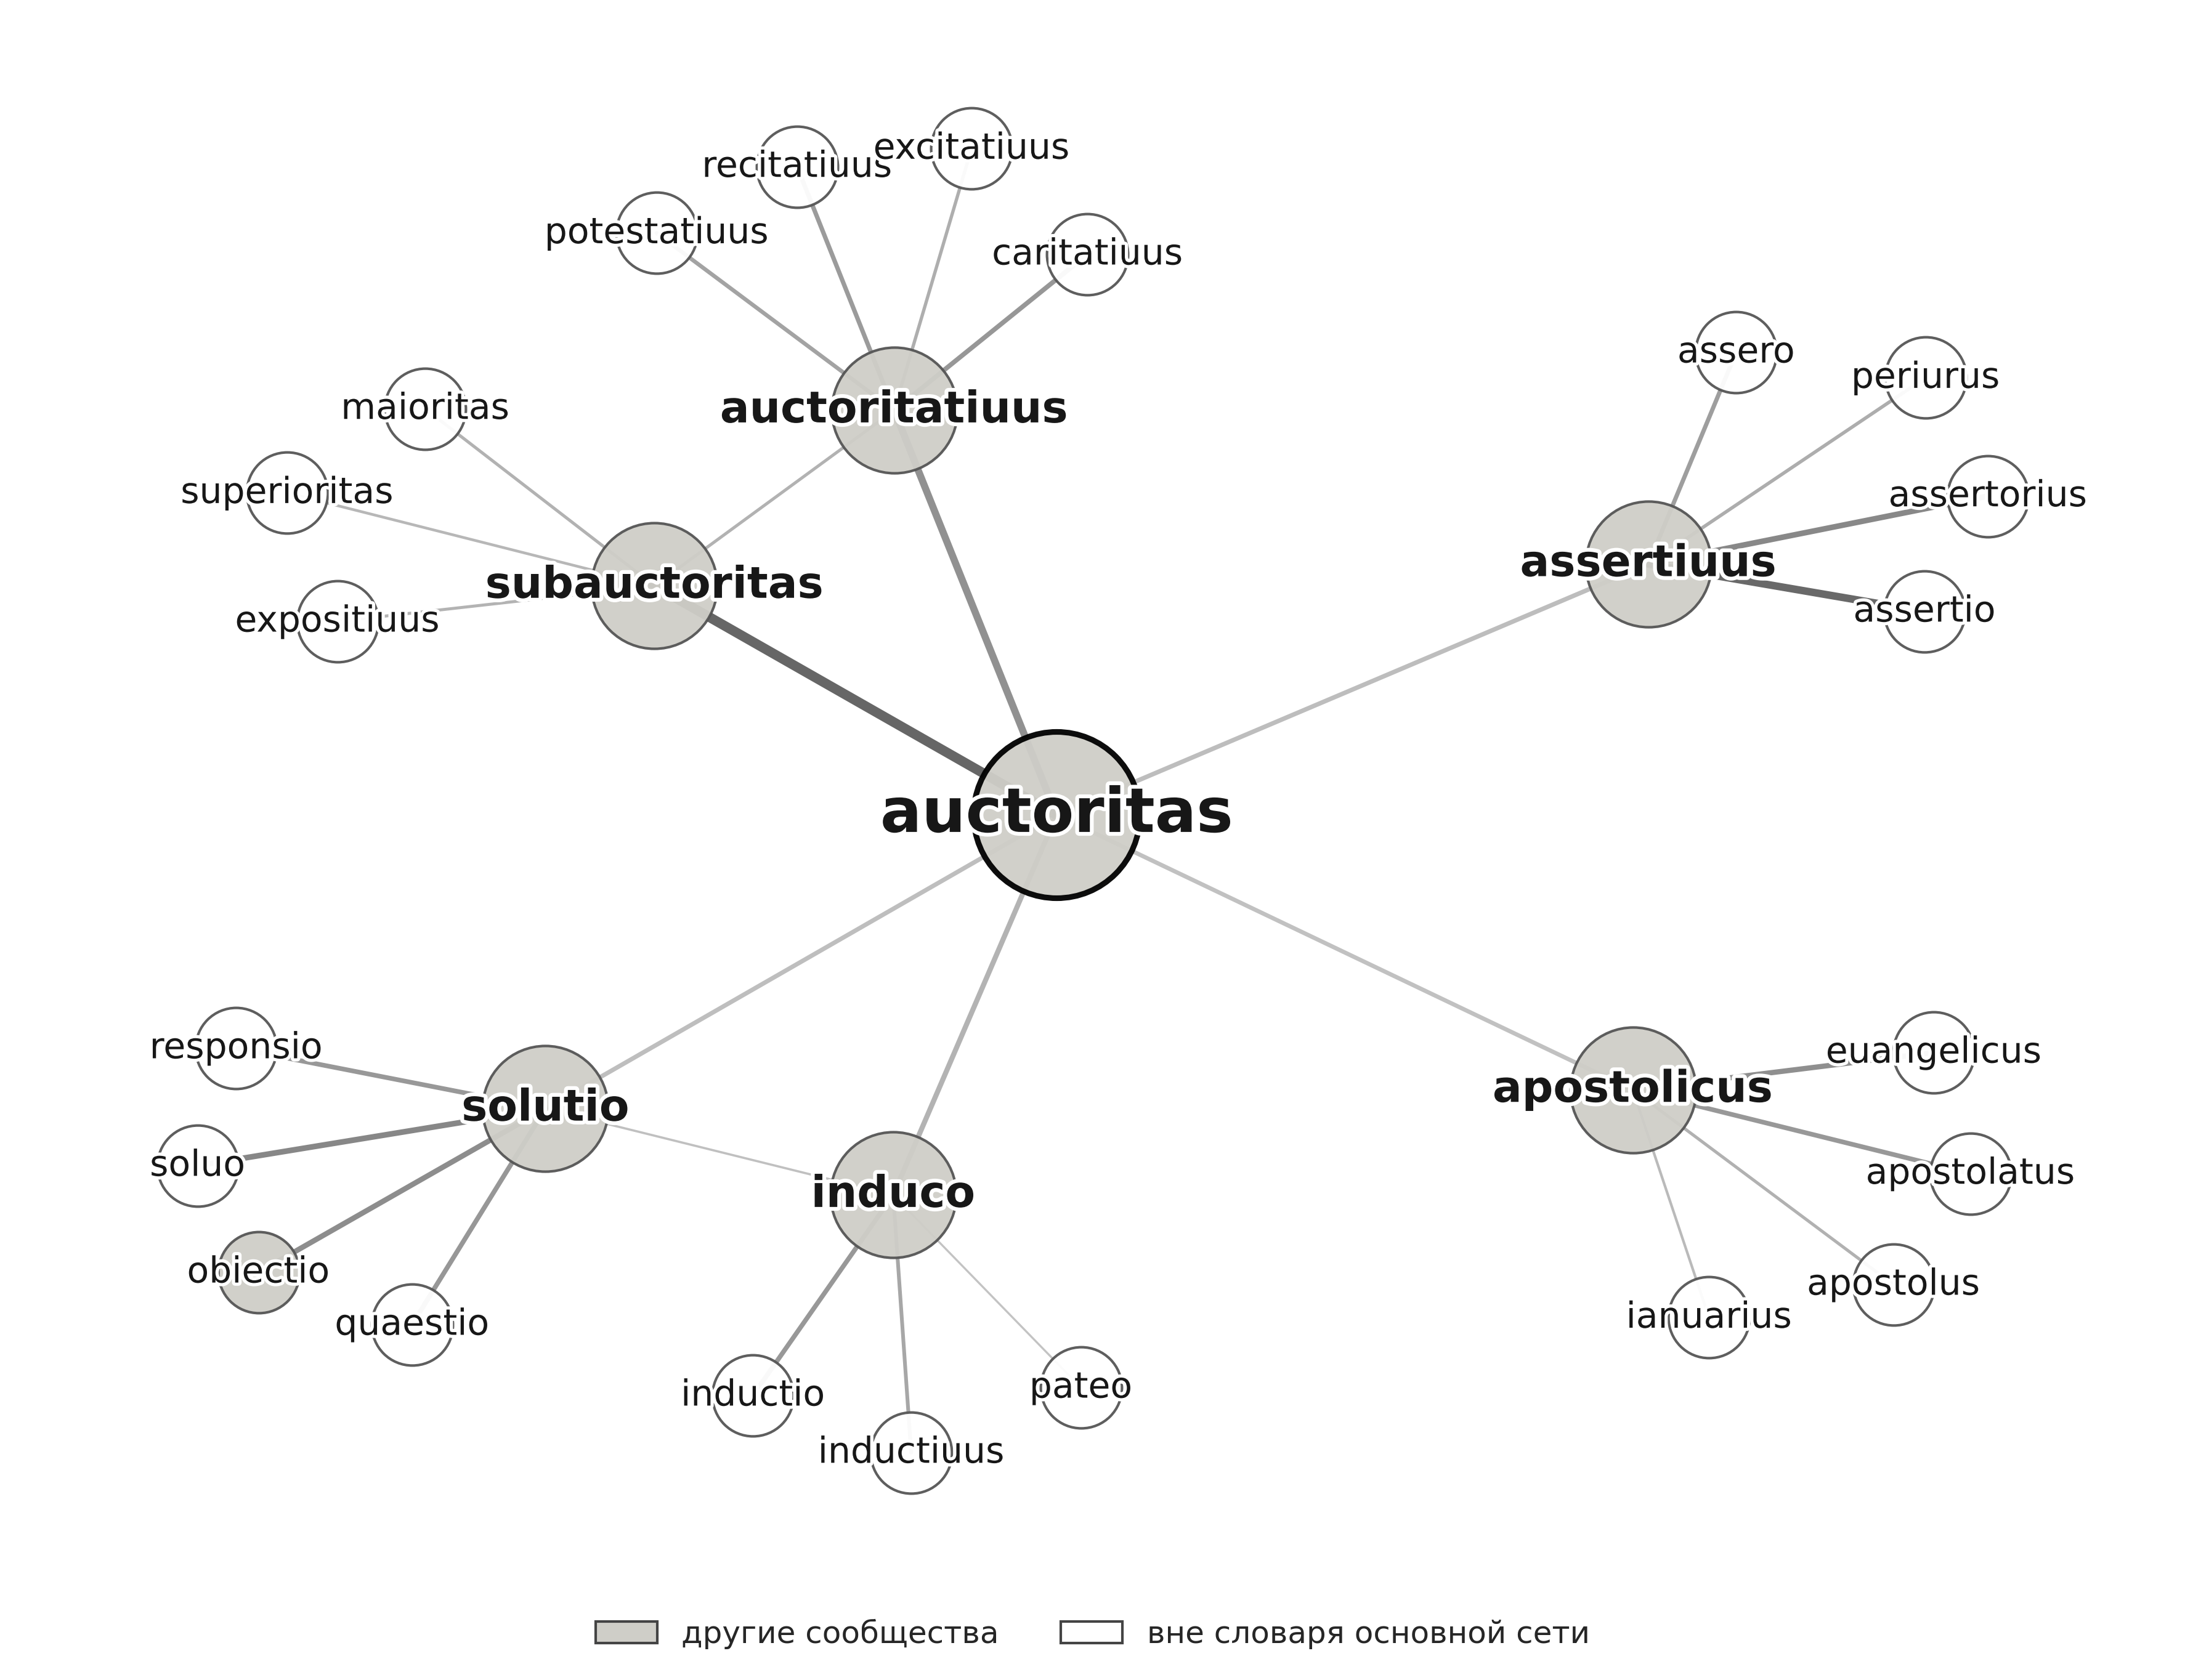 excitatiuus
recitatiuus
potestatiuus
caritatiuus
assero
periurus
maioritas
auctoritatiuus
superioritas
assertorius
assertiuus
subauctoritas
assertio
expositiuus
auctoritas
responsio
euangelicus
apostolicus
solutio
soluo
apostolatus
induco
obiectio
apostolus
ianuarius
quaestio
pateo
inductio
inductiuus
другие сообщества
вне словаря основной сети